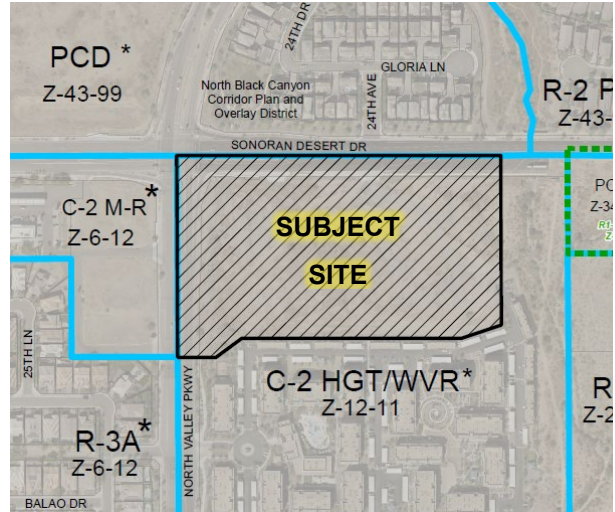 PCD *
Z-43-99
24TH DR
GLORIA LN
24TH AVE
North Black Canyon
Corridor Plan and
Overlay District
R-2 P
Z-43-
SONORAN DESERT DR
C-2 M-R*
Z-6-12
SUBJECT
SITE
PC
Z-34
R1-
Z
25TH LN
NORTH VALLEY PKWY
C-2 HGT/WVR*
Z-12-11
R
Z-2
R-3A*
Z-6-12
BALAO DR